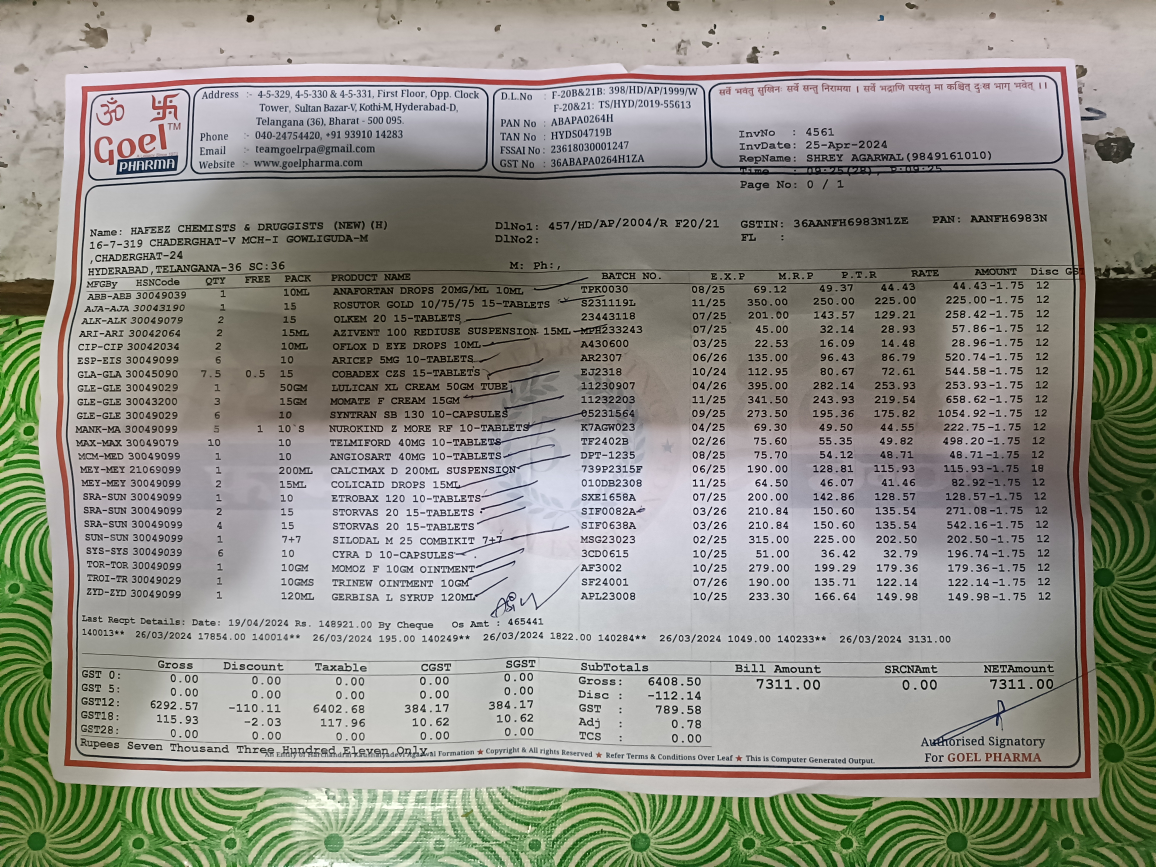 ॐ 卐
Goel TM
PHARMA
Address :- 4-5-329, 4-5-330 & 4-5-331, First Floor, Opp. Clock
Tower, Sultan Bazar-V, Kothi-M, Hyderabad-D,
Telangana (36), Bharat - 500 095.
Phone :- 040-24754420, +91 93910 14283
Email :- teamgoelrpa@gmail.com
Website :- www.goelpharma.com
D.L.No : F-20B&21B: 398/HD/AP/1999/W
F-20&21: TS/HYD/2019-55613
PAN No : ABAPA0264H
TAN No : HYDS04719B
FSSAI No : 23618030001247
GST No : 36ABAPA0264H1ZA
सर्वे भवंतु सुखिनः सर्वे सन्तु निरामया । सर्वे भद्राणि पश्यंतु मा कश्चित् दुःख भाग् भवेत् ।।
InvNo : 4561
InvDate: 25-Apr-2024
RepName: SHREY AGARWAL(9849161010)
Time : 09:25(28), P:09:25
Page No: 0 / 1
Name: HAFEEZ CHEMISTS & DRUGGISTS (NEW)(H)
16-7-319 CHADERGHAT-V MCH-I GOWLIGUDA-M
,CHADERGHAT-24
HYDERABAD,TELANGANA-36 SC:36
DlNo1: 457/HD/AP/2004/R F20/21
DlNo2:
M: Ph:,
GSTIN: 36AANFH6983N1ZE PAN: AANFH6983N
FL :
MFGBy HSNCode QTY FREE PACK PRODUCT NAME BATCH NO. E.X.P M.R.P P.T.R RATE AMOUNT Disc GST
ABB-ABB 30049039 1 10ML ANAFORTAN DROPS 20MG/ML 10ML TPK0030 08/25 69.12 49.37 44.43 44.43-1.75 12
AJA-AJA 30043190 1 15 ROSUTOR GOLD 10/75/75 15-TABLETS S231119L 11/25 350.00 250.00 225.00 225.00-1.75 12
ALK-ALK 30049079 2 15 OLKEM 20 15-TABLETS 23443118 07/25 201.00 143.57 129.21 258.42-1.75 12
ARI-ARI 30042064 2 15ML AZIVENT 100 REDIUSE SUSPENSION 15ML MPH233243 07/25 45.00 32.14 28.93 57.86-1.75 12
CIP-CIP 30042034 2 10ML OFLOX D EYE DROPS 10ML A430600 03/25 22.53 16.09 14.48 28.96-1.75 12
ESP-EIS 30049099 6 10 ARICEP 5MG 10-TABLETS AR2307 06/26 135.00 96.43 86.79 520.74-1.75 12
GLA-GLA 30045090 7.5 0.5 15 COBADEX CZS 15-TABLETS EJ2318 10/24 112.95 80.67 72.61 544.58-1.75 12
GLE-GLE 30049029 1 50GM LULICAN XL CREAM 50GM TUBE 11230907 04/26 395.00 282.14 253.93 253.93-1.75 12
GLE-GLE 30043200 3 15GM MOMATE F CREAM 15GM 11232203 11/25 341.50 243.93 219.54 658.62-1.75 12
GLE-GLE 30049029 6 10 SYNTRAN SB 130 10-CAPSULES 05231564 09/25 273.50 195.36 175.82 1054.92-1.75 12
MANK-MA 30049099 5 1 10`S NUROKIND Z MORE RF 10-TABLETS K7AGW023 04/25 69.30 49.50 44.55 222.75-1.75 12
MAX-MAX 30049079 10 10 TELMIFORD 40MG 10-TABLETS TF2402B 02/26 75.60 55.35 49.82 498.20-1.75 12
MCM-MED 30049099 1 10 ANGIOSART 40MG 10-TABLETS DPT-1235 08/25 75.70 54.12 48.71 48.71-1.75 12
MEY-MEY 21069099 1 200ML CALCIMAX D 200ML SUSPENSION 739P2315F 06/25 190.00 128.81 115.93 115.93-1.75 18
MEY-MEY 30049099 2 15ML COLICAID DROPS 15ML 010DB2308 11/25 64.50 46.07 41.46 82.92-1.75 12
SRA-SUN 30049099 1 10 ETROBAX 120 10-TABLETS SXE1658A 07/25 200.00 142.86 128.57 128.57-1.75 12
SRA-SUN 30049099 2 15 STORVAS 20 15-TABLETS SIF0082A 03/26 210.84 150.60 135.54 271.08-1.75 12
SRA-SUN 30049099 4 15 STORVAS 20 15-TABLETS SIF0638A 03/26 210.84 150.60 135.54 542.16-1.75 12
SUN-SUN 30049099 1 7+7 SILODAL M 25 COMBIKIT 7+7 MSG23023 02/25 315.00 225.00 202.50 202.50-1.75 12
SYS-SYS 30049039 6 10 CYRA D 10-CAPSULES 3CD0615 10/25 51.00 36.42 32.79 196.74-1.75 12
TOR-TOR 30049099 1 10GM MOMOZ F 10GM OINTMENT AF3002 10/25 279.00 199.29 179.36 179.36-1.75 12
TROI-TR 30049029 1 10GMS TRINEW OINTMENT 10GM SF24001 07/26 190.00 135.71 122.14 122.14-1.75 12
ZYD-ZYD 30049099 1 120ML GERBISA L SYRUP 120ML APL23008 10/25 233.30 166.64 149.98 149.98-1.75 12
Last Recpt Details: Date: 19/04/2024 Rs. 148921.00 By Cheque Os Amt : 465441
140013** 26/03/2024 17854.00 140014** 26/03/2024 195.00 140249** 26/03/2024 1822.00 140284** 26/03/2024 1049.00 140233** 26/03/2024 3131.00
Gross Discount Taxable CGST SGST
GST 0: 0.00 0.00 0.00 0.00 0.00
GST 5: 0.00 0.00 0.00 0.00 0.00
GST12: 6292.57 -110.11 6402.68 384.17 384.17
GST18: 115.93 -2.03 117.96 10.62 10.62
GST28: 0.00 0.00 0.00 0.00 0.00
SubTotals
Gross: 6408.50
Disc : -112.14
GST : 789.58
Adj : 0.78
TCS : 0.00
Bill Amount SRCNAmt NETAmount
7311.00 0.00 7311.00
Rupees Seven Thousand Three Hundred Eleven Only
Formation ★ Copyright & All rights Reserved ★ Refer Terms & Conditions Over Leaf ★ This is Computer Generated Output.
Authorised Signatory
For GOEL PHARMA